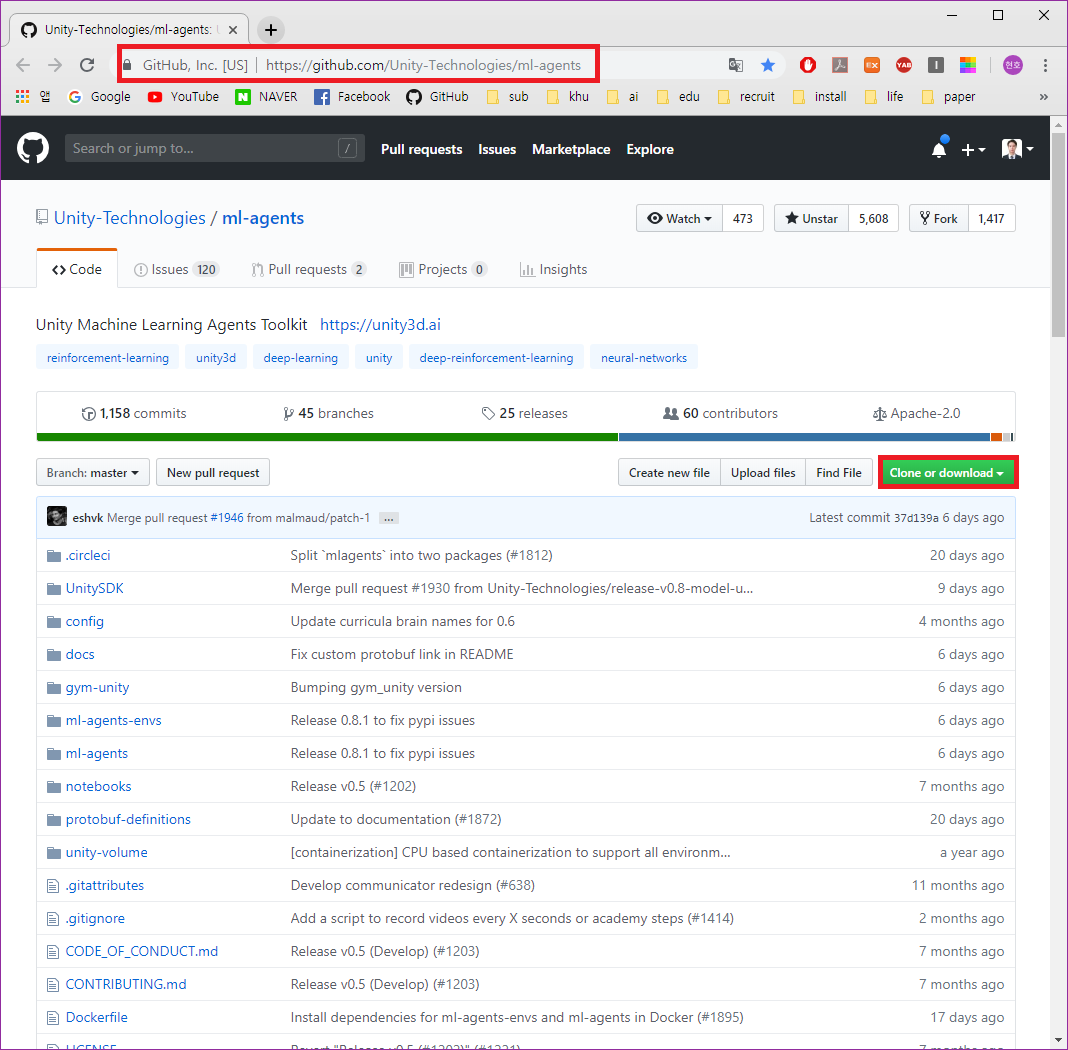 Unity-Technologies/ml-agents:
GitHub, Inc. [US] | https://github.com/Unity-Technologies/ml-agents
EX YAB 현호
Google YouTube NAVER Facebook GitHub sub khu ai edu recruit install life paper »
Search or jump to... / Pull requests Issues Marketplace Explore
Unity-Technologies / ml-agents Watch 473 Unstar 5,608 Fork 1,417
Code Issues 120 Pull requests 2 Projects 0 Insights
Unity Machine Learning Agents Toolkit https://unity3d.ai
reinforcement-learning unity3d deep-learning unity deep-reinforcement-learning neural-networks
1,158 commits 45 branches 25 releases 60 contributors Apache-2.0
Branch: master New pull request Create new file Upload files Find File Clone or download
eshvk Merge pull request #1946 from malmaud/patch-1 ... Latest commit 37d139a 6 days ago
.circleci Split `mlagents` into two packages (#1812) 20 days ago
UnitySDK Merge pull request #1930 from Unity-Technologies/release-v0.8-model-u... 9 days ago
config Update curricula brain names for 0.6 4 months ago
docs Fix custom protobuf link in README 6 days ago
gym-unity Bumping gym_unity version 6 days ago
ml-agents-envs Release 0.8.1 to fix pypi issues 6 days ago
ml-agents Release 0.8.1 to fix pypi issues 6 days ago
notebooks Release v0.5 (#1202) 7 months ago
protobuf-definitions Update to documentation (#1872) 20 days ago
unity-volume [containerization] CPU based containerization to support all environm... a year ago
.gitattributes Develop communicator redesign (#638) 11 months ago
.gitignore Add a script to record videos every X seconds or academy steps (#1414) 2 months ago
CODE_OF_CONDUCT.md Release v0.5 (Develop) (#1203) 7 months ago
CONTRIBUTING.md Release v0.5 (Develop) (#1203) 7 months ago
Dockerfile Install dependencies for ml-agents-envs and ml-agents in Docker (#1895) 17 days ago
LICENSE Revert "Release v0.5 (#1202)" (#1221) 7 months ago